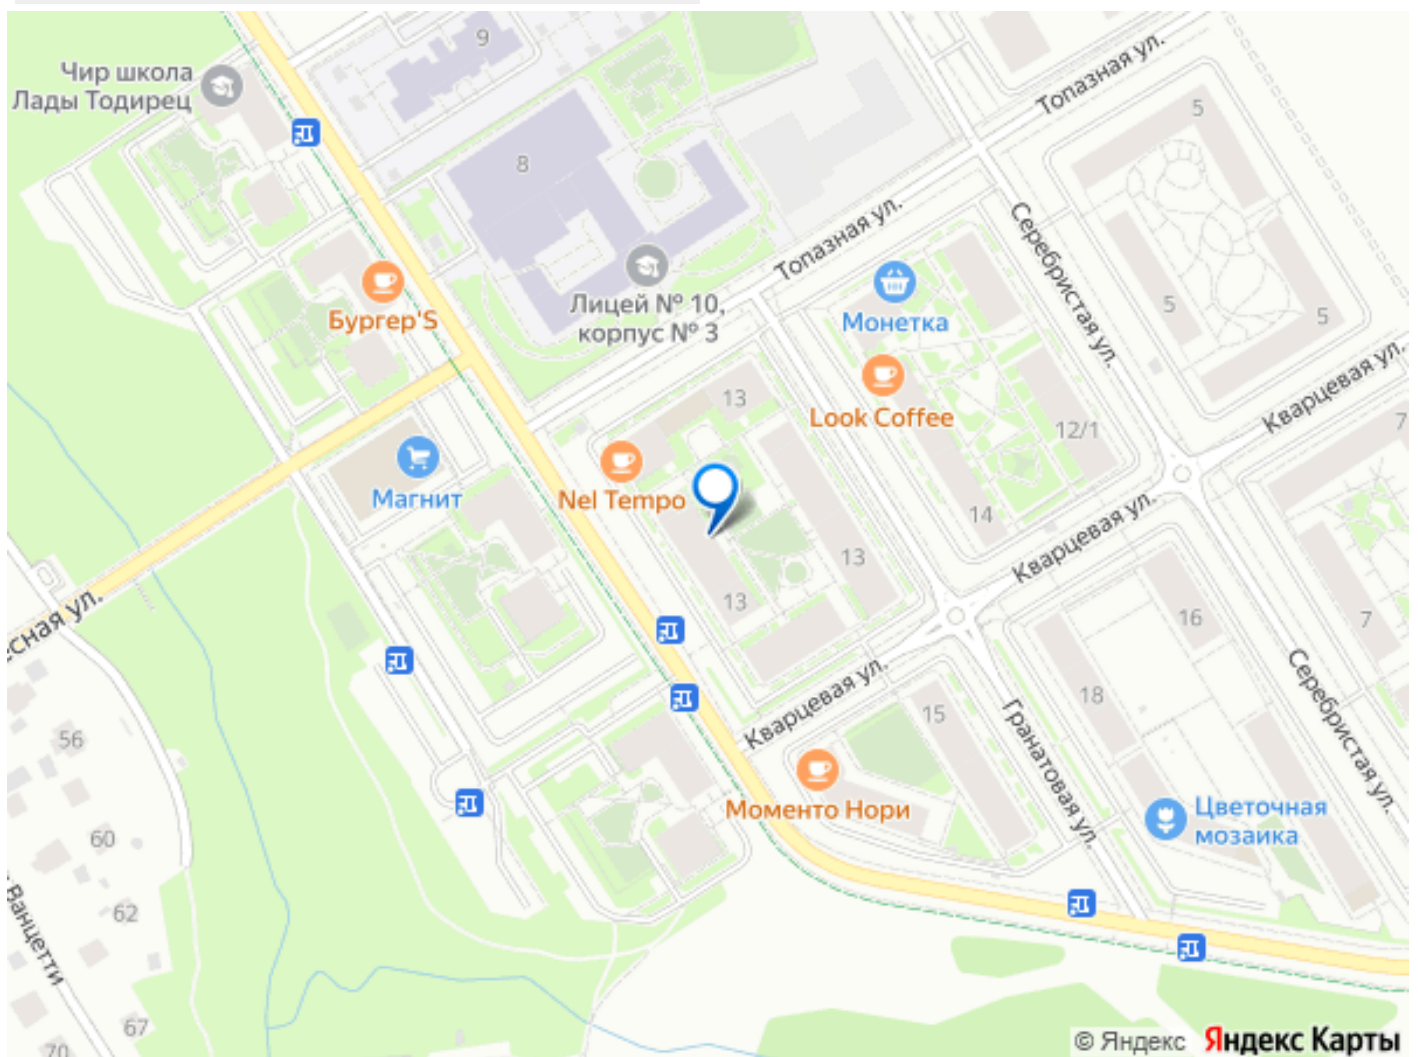 9
Чир школа
Лады Тодирец
Топазная ул.
5
8
Топазная ул.
Серебристая ул.
Лицей № 10,
корпус № 3
Бургер'S
Монетка
5
5
Кварцевая ул.
13
Look Coffee
12/1
7
Магнит
Nel Tempo
14
Кварцевая ул.
13
13
16
7
есная ул.
Кварцевая ул.
Серебристая ул.
18
15
Гранатовая ул.
56
Моменто Нори
Цветочная
мозаика
60
62
Ванцетти
67
70
© Яндекс Яндекс Карты